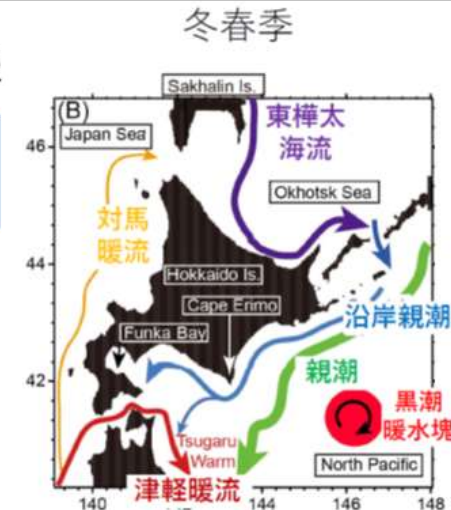 冬春季
Sakhalin Is.
(B)
Japan Sea
東樺太
海流
46
Okhotsk Sea
対馬
暖流
44
Hokkaido Is.
Cape Erimo
沿岸親潮
Funka Bay
親潮
42
黒潮
暖水塊
Tsugaru
Warm
North Pacific
津軽暖流
140
144
146
148